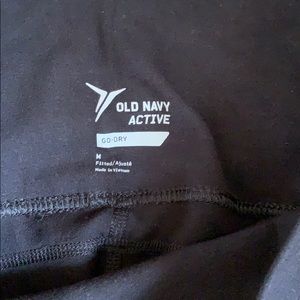 OLD NAVY
ACTIVE
GO-DRY
M
Fitted/Ajusté
Made in Vietnam